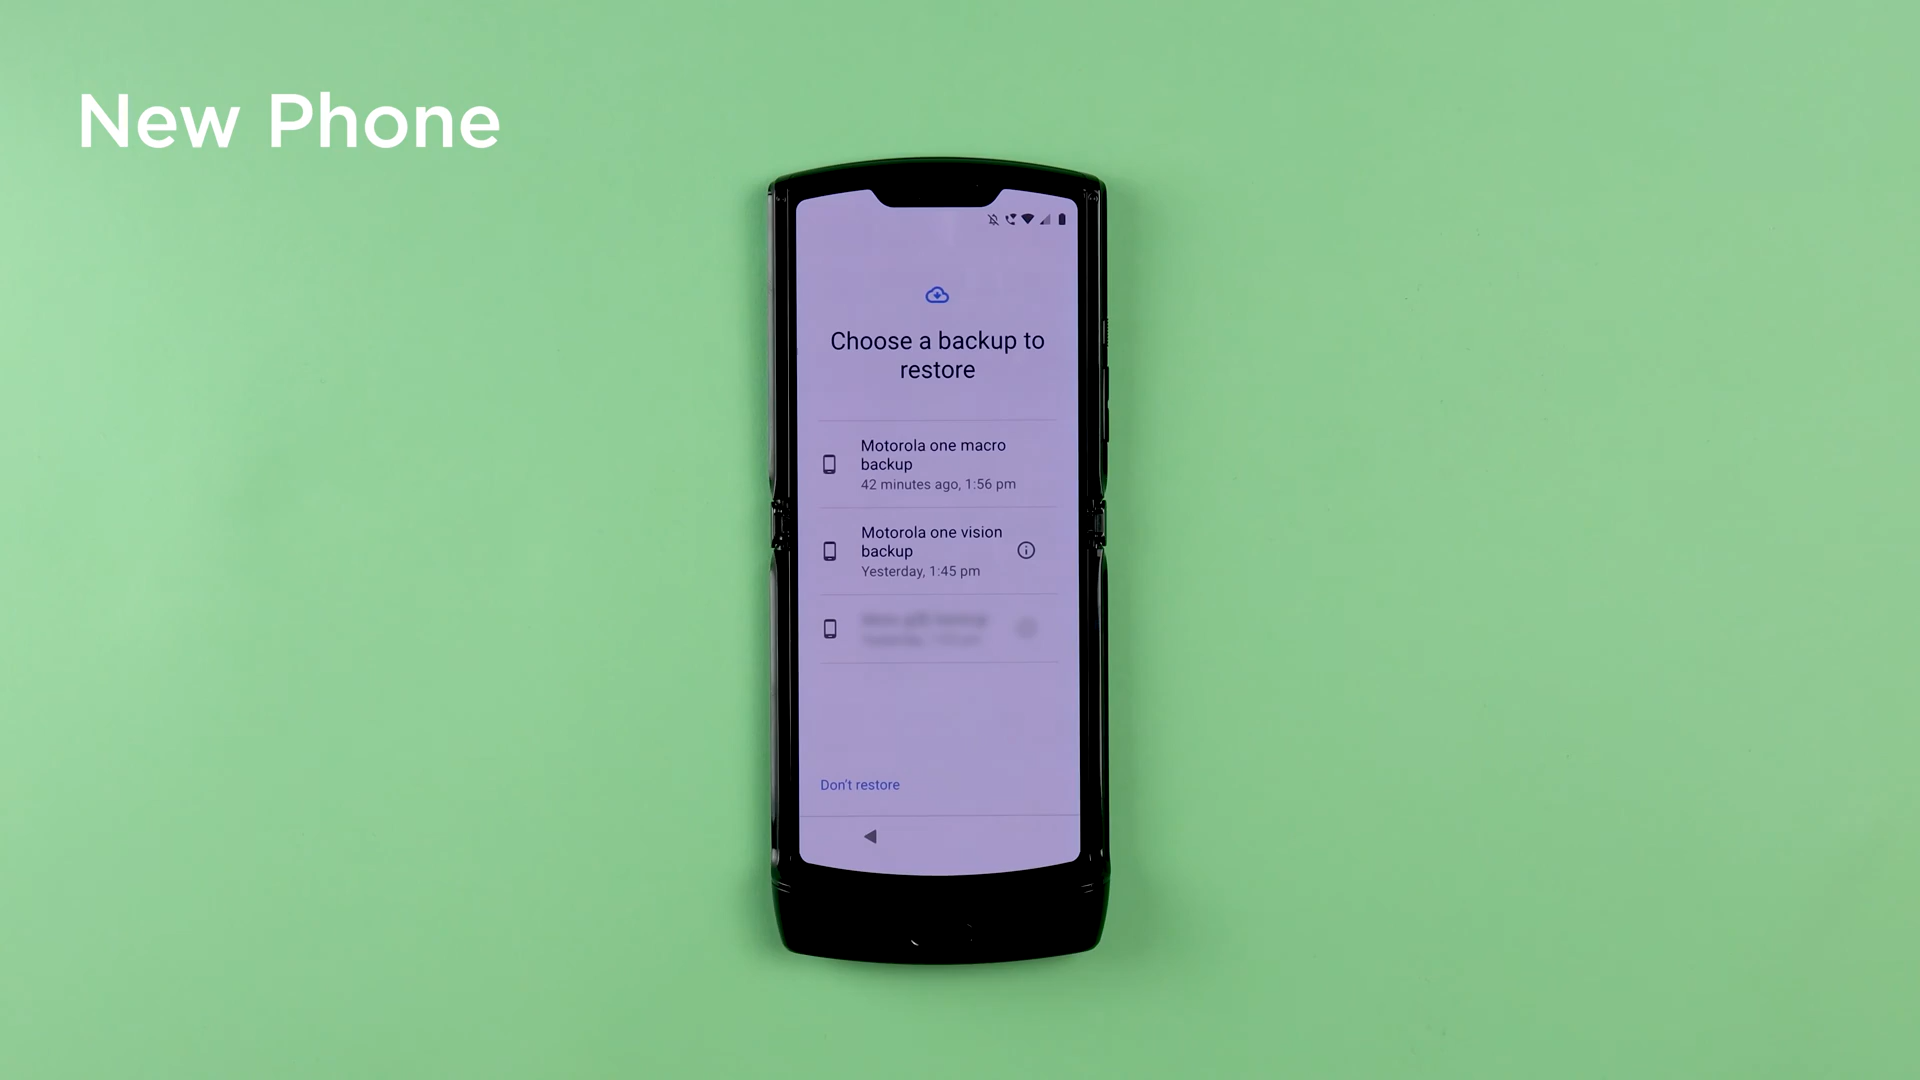 New Phone
Choose a backup to
restore
Motorola one macro
backup
42 minutes ago, 1:56 pm
Motorola one vision
backup
Yesterday, 1:45 pm
Don't restore